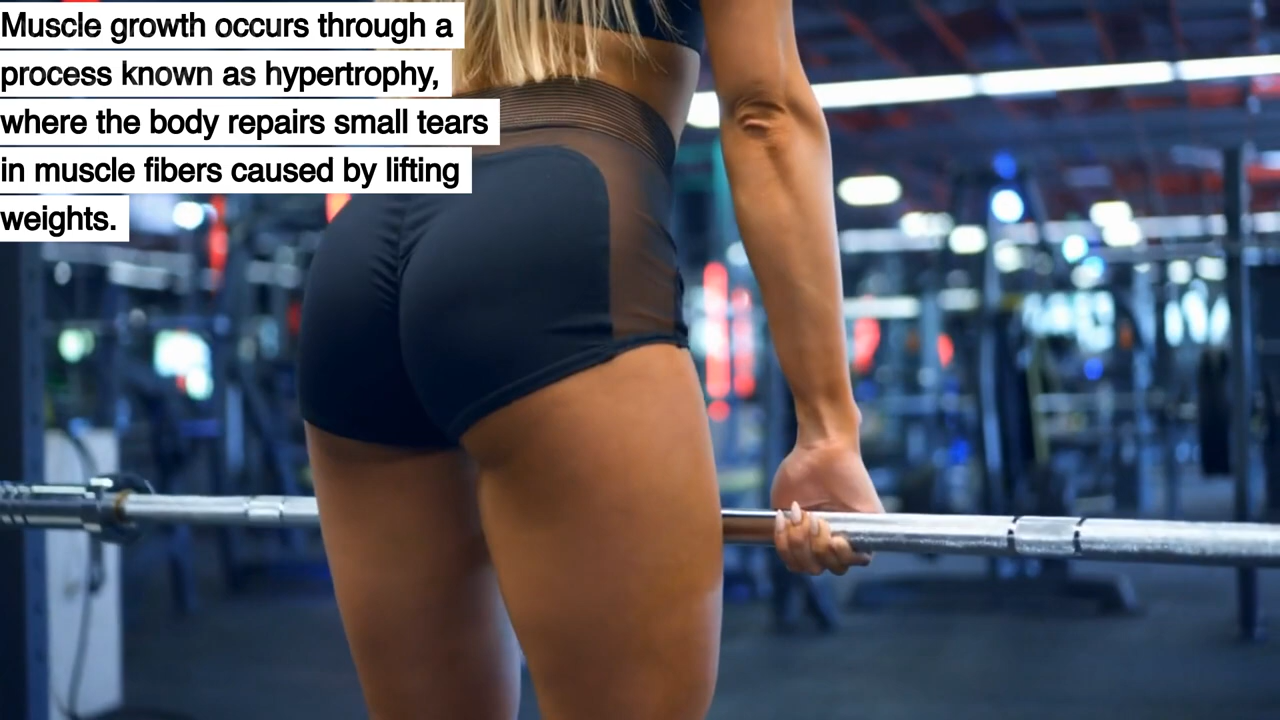 Muscle growth occurs through a
process known as hypertrophy,
where the body repairs small tears
in muscle fibers caused by lifting
weights.